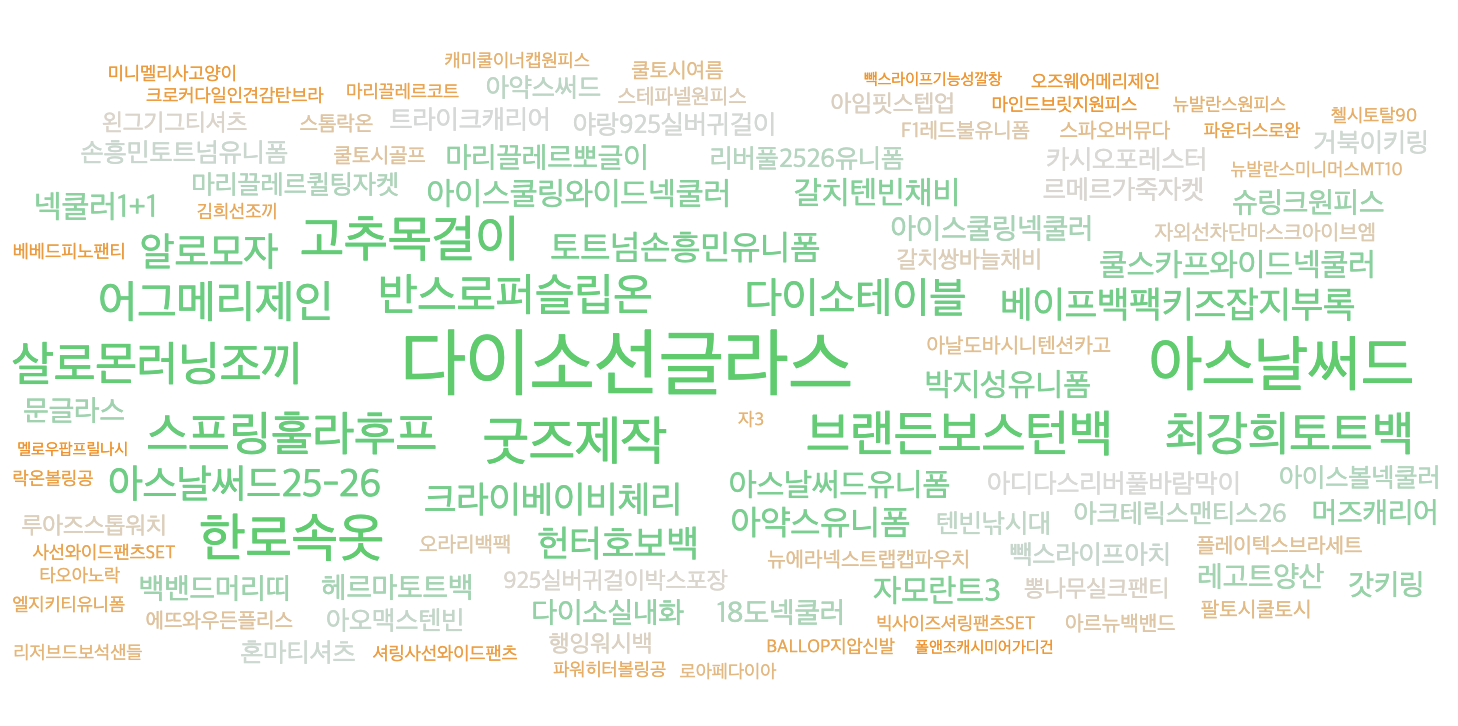 캐미쿨이너캡원피스
미니멜리사고양이
쿨토시여름
빽스라이프기능성깔창
오즈웨어메리제인
크로커다일인견감탄브라
마리끌레르코트
아약스써드
스테파넬원피스
아임핏스텝업
마인드브릿지원피스
뉴발란스원피스
왼그기그티셔츠
스톰락온
트라이크캐리어
야랑925실버귀걸이
F1레드불유니폼
스파오버뮤다
파운더스로완
첼시토탈90
거북이키링
손흥민토트넘유니폼
쿨토시골프
마리끌레르뽀글이
리버풀2526유니폼
카시오포레스터
뉴발란스미니머스MT10
마리끌레르퀼팅자켓
아이스쿨링와이드넥쿨러
갈치텐빈채비
르메르가죽자켓
넥쿨러1+1
김희선조끼
슈링크원피스
베베드피노팬티
알로모자
고추목걸이
토트넘손흥민유니폼
아이스쿨링넥쿨러
자외선차단마스크아이브엠
갈치쌍바늘채비
쿨스카프와이드넥쿨러
어그메리제인
반스로퍼슬립온
다이소테이블
베이프백팩키즈잡지부록
살로몬러닝조끼
다이소선글라스
아날도바시니텐션카고
아스날써드
박지성유니폼
문글라스
스프링훌라후프
굿즈제작
자3
브랜든보스턴백
최강희토트백
멜로우팝프릴나시
락온볼링공
아스날써드25-26
크라이베이비체리
아스날써드유니폼
아디다스리버풀바람막이
아이스볼넥쿨러
루아즈스톱워치
한로속옷
오라리백팩
헌터호보백
아약스유니폼
텐빈낚시대
아크테릭스맨티스26
머즈캐리어
사선와이드팬츠SET
타오아노락
뉴에라넥스트랩캡파우치
빽스라이프아치
플레이텍스브라세트
백밴드머리띠
헤르마토트백
925실버귀걸이박스포장
자모란트3
뽕나무실크팬티
레고트양산
갓키링
엘지키티유니폼
에뜨와우든플리스
아오맥스텐빈
다이소실내화
18도넥쿨러
빅사이즈셔링팬츠SET
아르뉴백밴드
팔토시쿨토시
리저브드보석샌들
혼마티셔츠
셔링사선와이드팬츠
행잉워시백
파워히터볼링공
로아페다이아
BALLOP지압신발
폴앤조캐시미어가디건